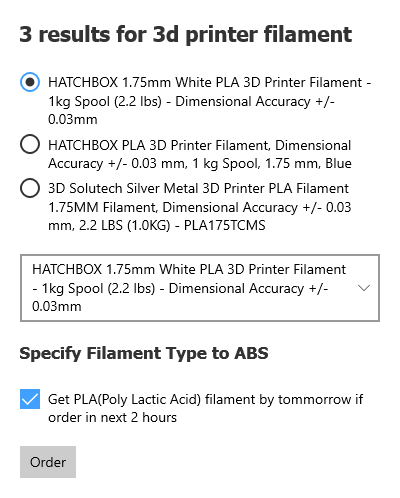 3 results for 3d printer filament
HATCHBOX 1.75mm White PLA 3D Printer Filament -
1kg Spool (2.2 lbs) - Dimensional Accuracy +/-
0.03mm
HATCHBOX PLA 3D Printer Filament, Dimensional
Accuracy +/- 0.03 mm, 1 kg Spool, 1.75 mm, Blue
3D Solutech Silver Metal 3D Printer PLA Filament
1.75MM Filament, Dimensional Accuracy +/- 0.03
mm, 2.2 LBS (1.0KG) - PLA175TCMS
HATCHBOX 1.75mm White PLA 3D Printer Filament
- 1kg Spool (2.2 lbs) - Dimensional Accuracy +/-
0.03mm
Specify Filament Type to ABS
Get PLA(Poly Lactic Acid) filament by tommorrow if
order in next 2 hours
Order